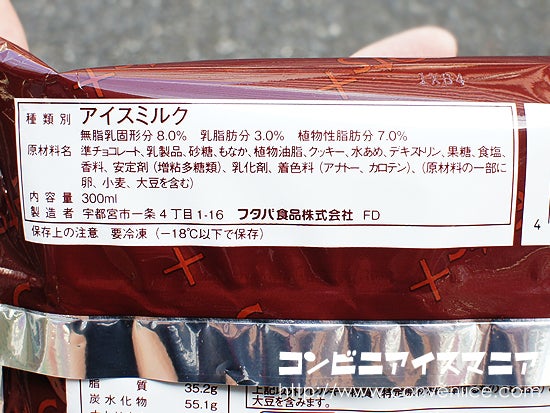 1K84
種類別 アイスミルク
無脂乳固形分 8.0% 乳脂肪分 3.0% 植物性脂肪分 7.0%
原材料名 準チョコレート、乳製品、砂糖、もなか、植物油脂、クッキー、水あめ、デキストリン、果糖、食塩、
香料、安定剤(増粘多糖類)、乳化剤、着色料(アナトー、カロテン)、(原材料の一部に
卵、小麦、大豆を含む)
内容量 300ml
製造者 宇都宮市一条4丁目1-16 フタバ食品株式会社 FD
保存上の注意 要冷凍(-18℃以下で保存)
4
コンビニアイスマニア
脂質 35.2g
炭水化物 55.1g
大豆を含みます。